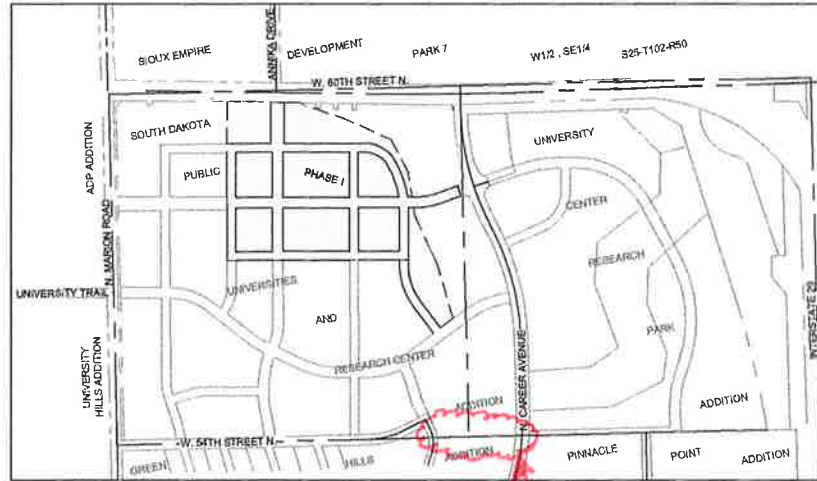 SIOUX EMPIRE DEVELOPMENT PARK 7 W1/2 , SE1/4 S25-T102-R50
ANNIKA DRIVE
W. 60TH STREET N.
SOUTH DAKOTA
PUBLIC
PHASE I
UNIVERSITY
CENTER
RESEARCH
PARK
ADDITION
ADP ADDITION
N. MARION ROAD
UNIVERSITY TRAIL
UNIVERSITIES
AND
RESEARCH CENTER
ADDITION
UNIVERSITY
HILLS ADDITION
N. CAREER AVENUE
INTERSTATE 29
W. 54TH STREET N.
GREEN HILLS ADDITION
PINNACLE POINT ADDITION